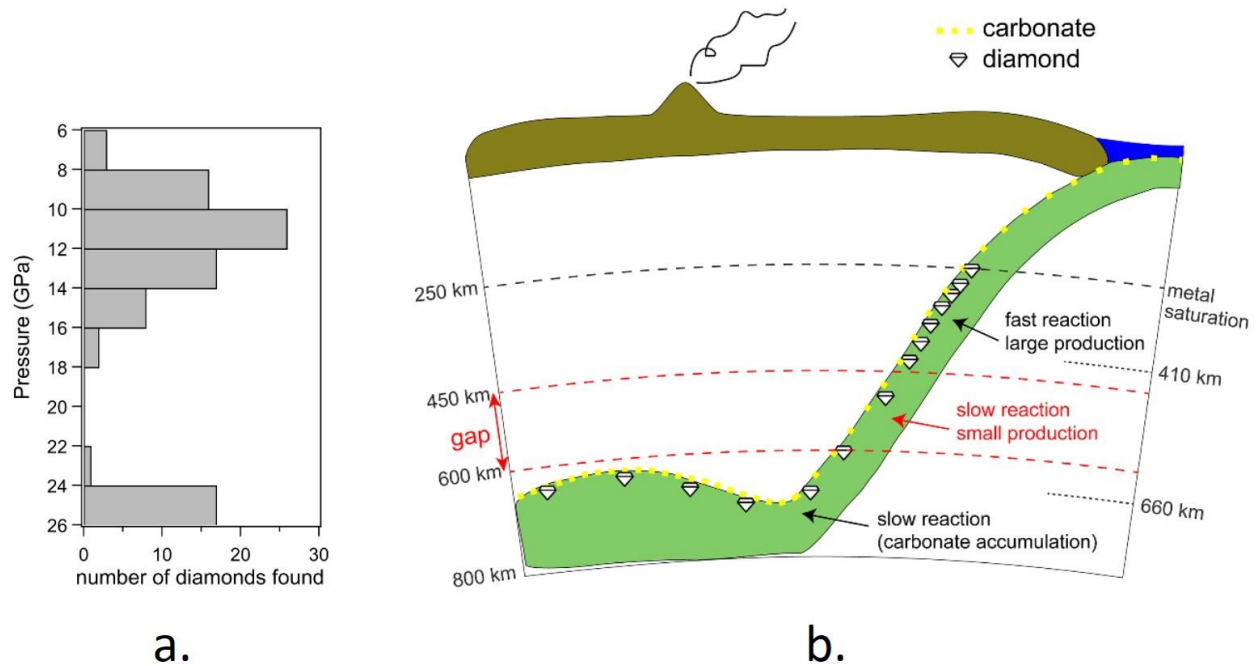 6
8
10
12
14
16
18
20
22
24
26
Pressure (GPa)
0
10
20
30
number of diamonds found
a.
carbonate
diamond
250 km
metal
saturation
fast reaction
large production
410 km
450 km
gap
slow reaction
small production
600 km
660 km
slow reaction
(carbonate accumulation)
800 km
b.